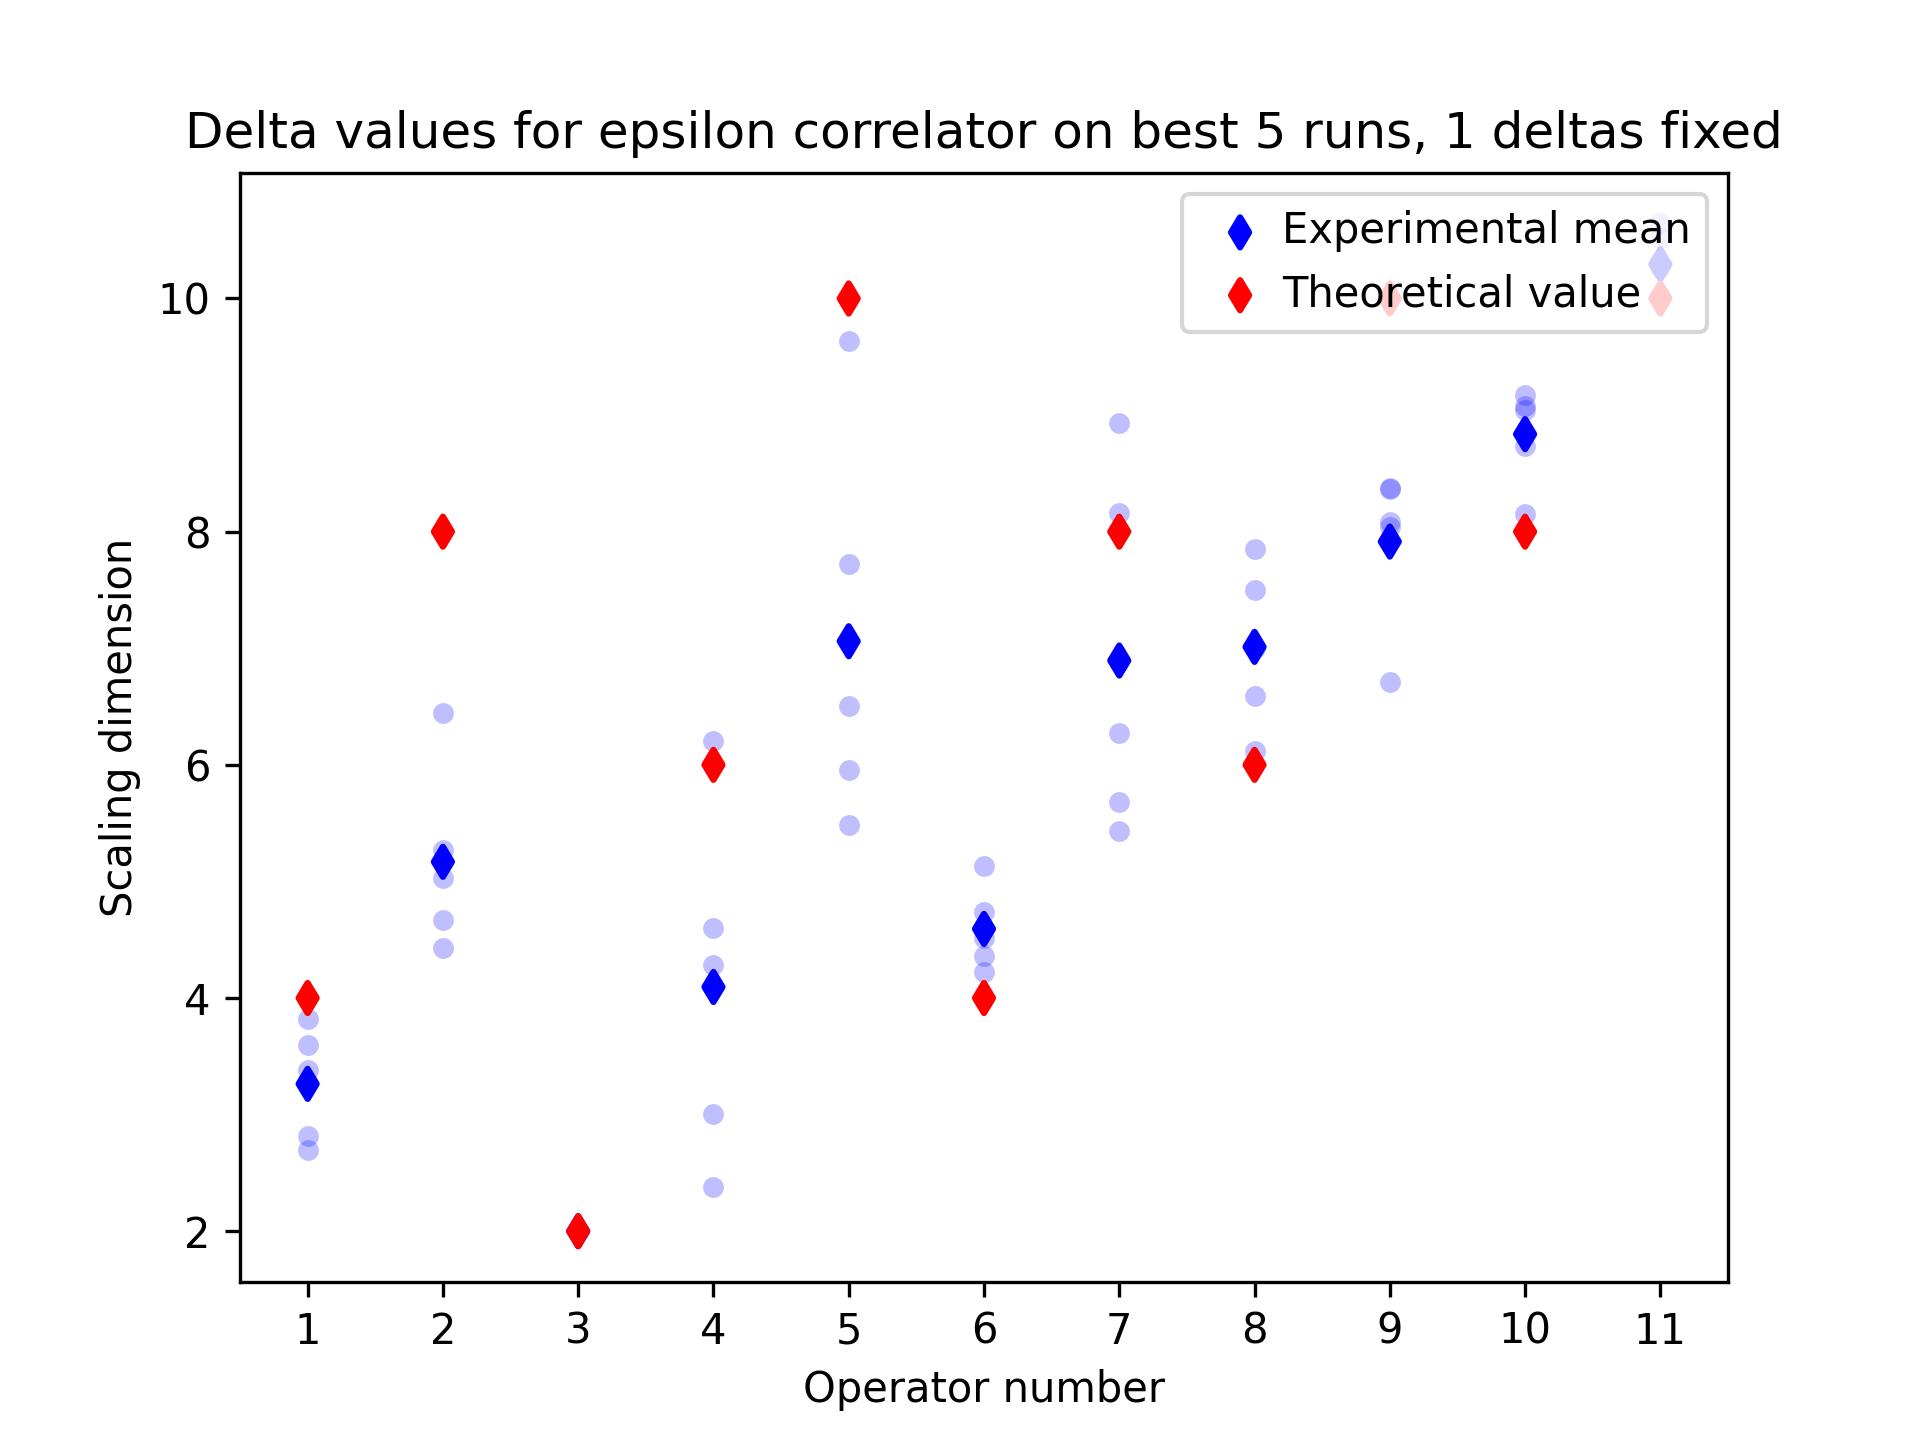 Delta values for epsilon correlator on best 5 runs, 1 deltas fixed
Experimental mean
Theoretical value
10
8
6
4
2
Scaling dimension
1 2 3 4 5 6 7 8 9 10 11
Operator number